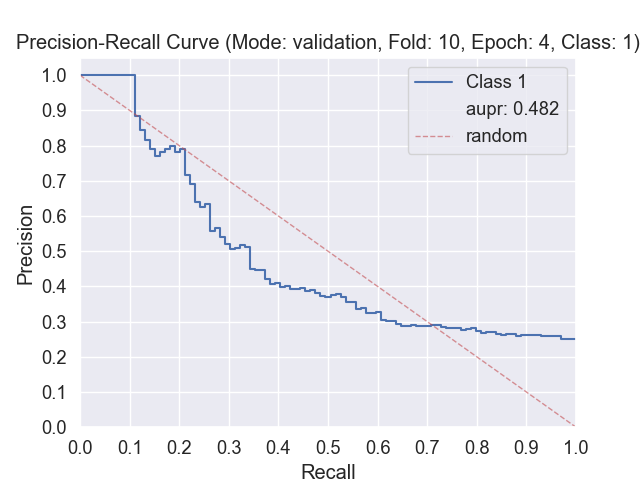 Precision-Recall Curve (Mode: validation, Fold: 10, Epoch: 4, Class: 1)
Class 1
aupr: 0.482
random
Precision
1.0
0.9
0.8
0.7
0.6
0.5
0.4
0.3
0.2
0.1
0.0
0.0 0.1 0.2 0.3 0.4 0.5 0.6 0.7 0.8 0.9 1.0
Recall